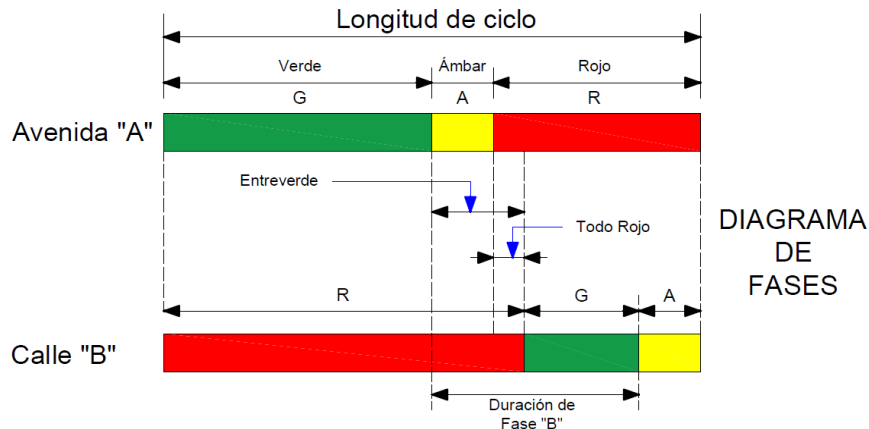 Longitud de ciclo
Verde
Ámbar
Rojo
G
A
R
Avenida "A"
Entreverde
Todo Rojo
DIAGRAMA
DE
FASES
R
G
A
Calle "B"
Duración de
Fase "B"